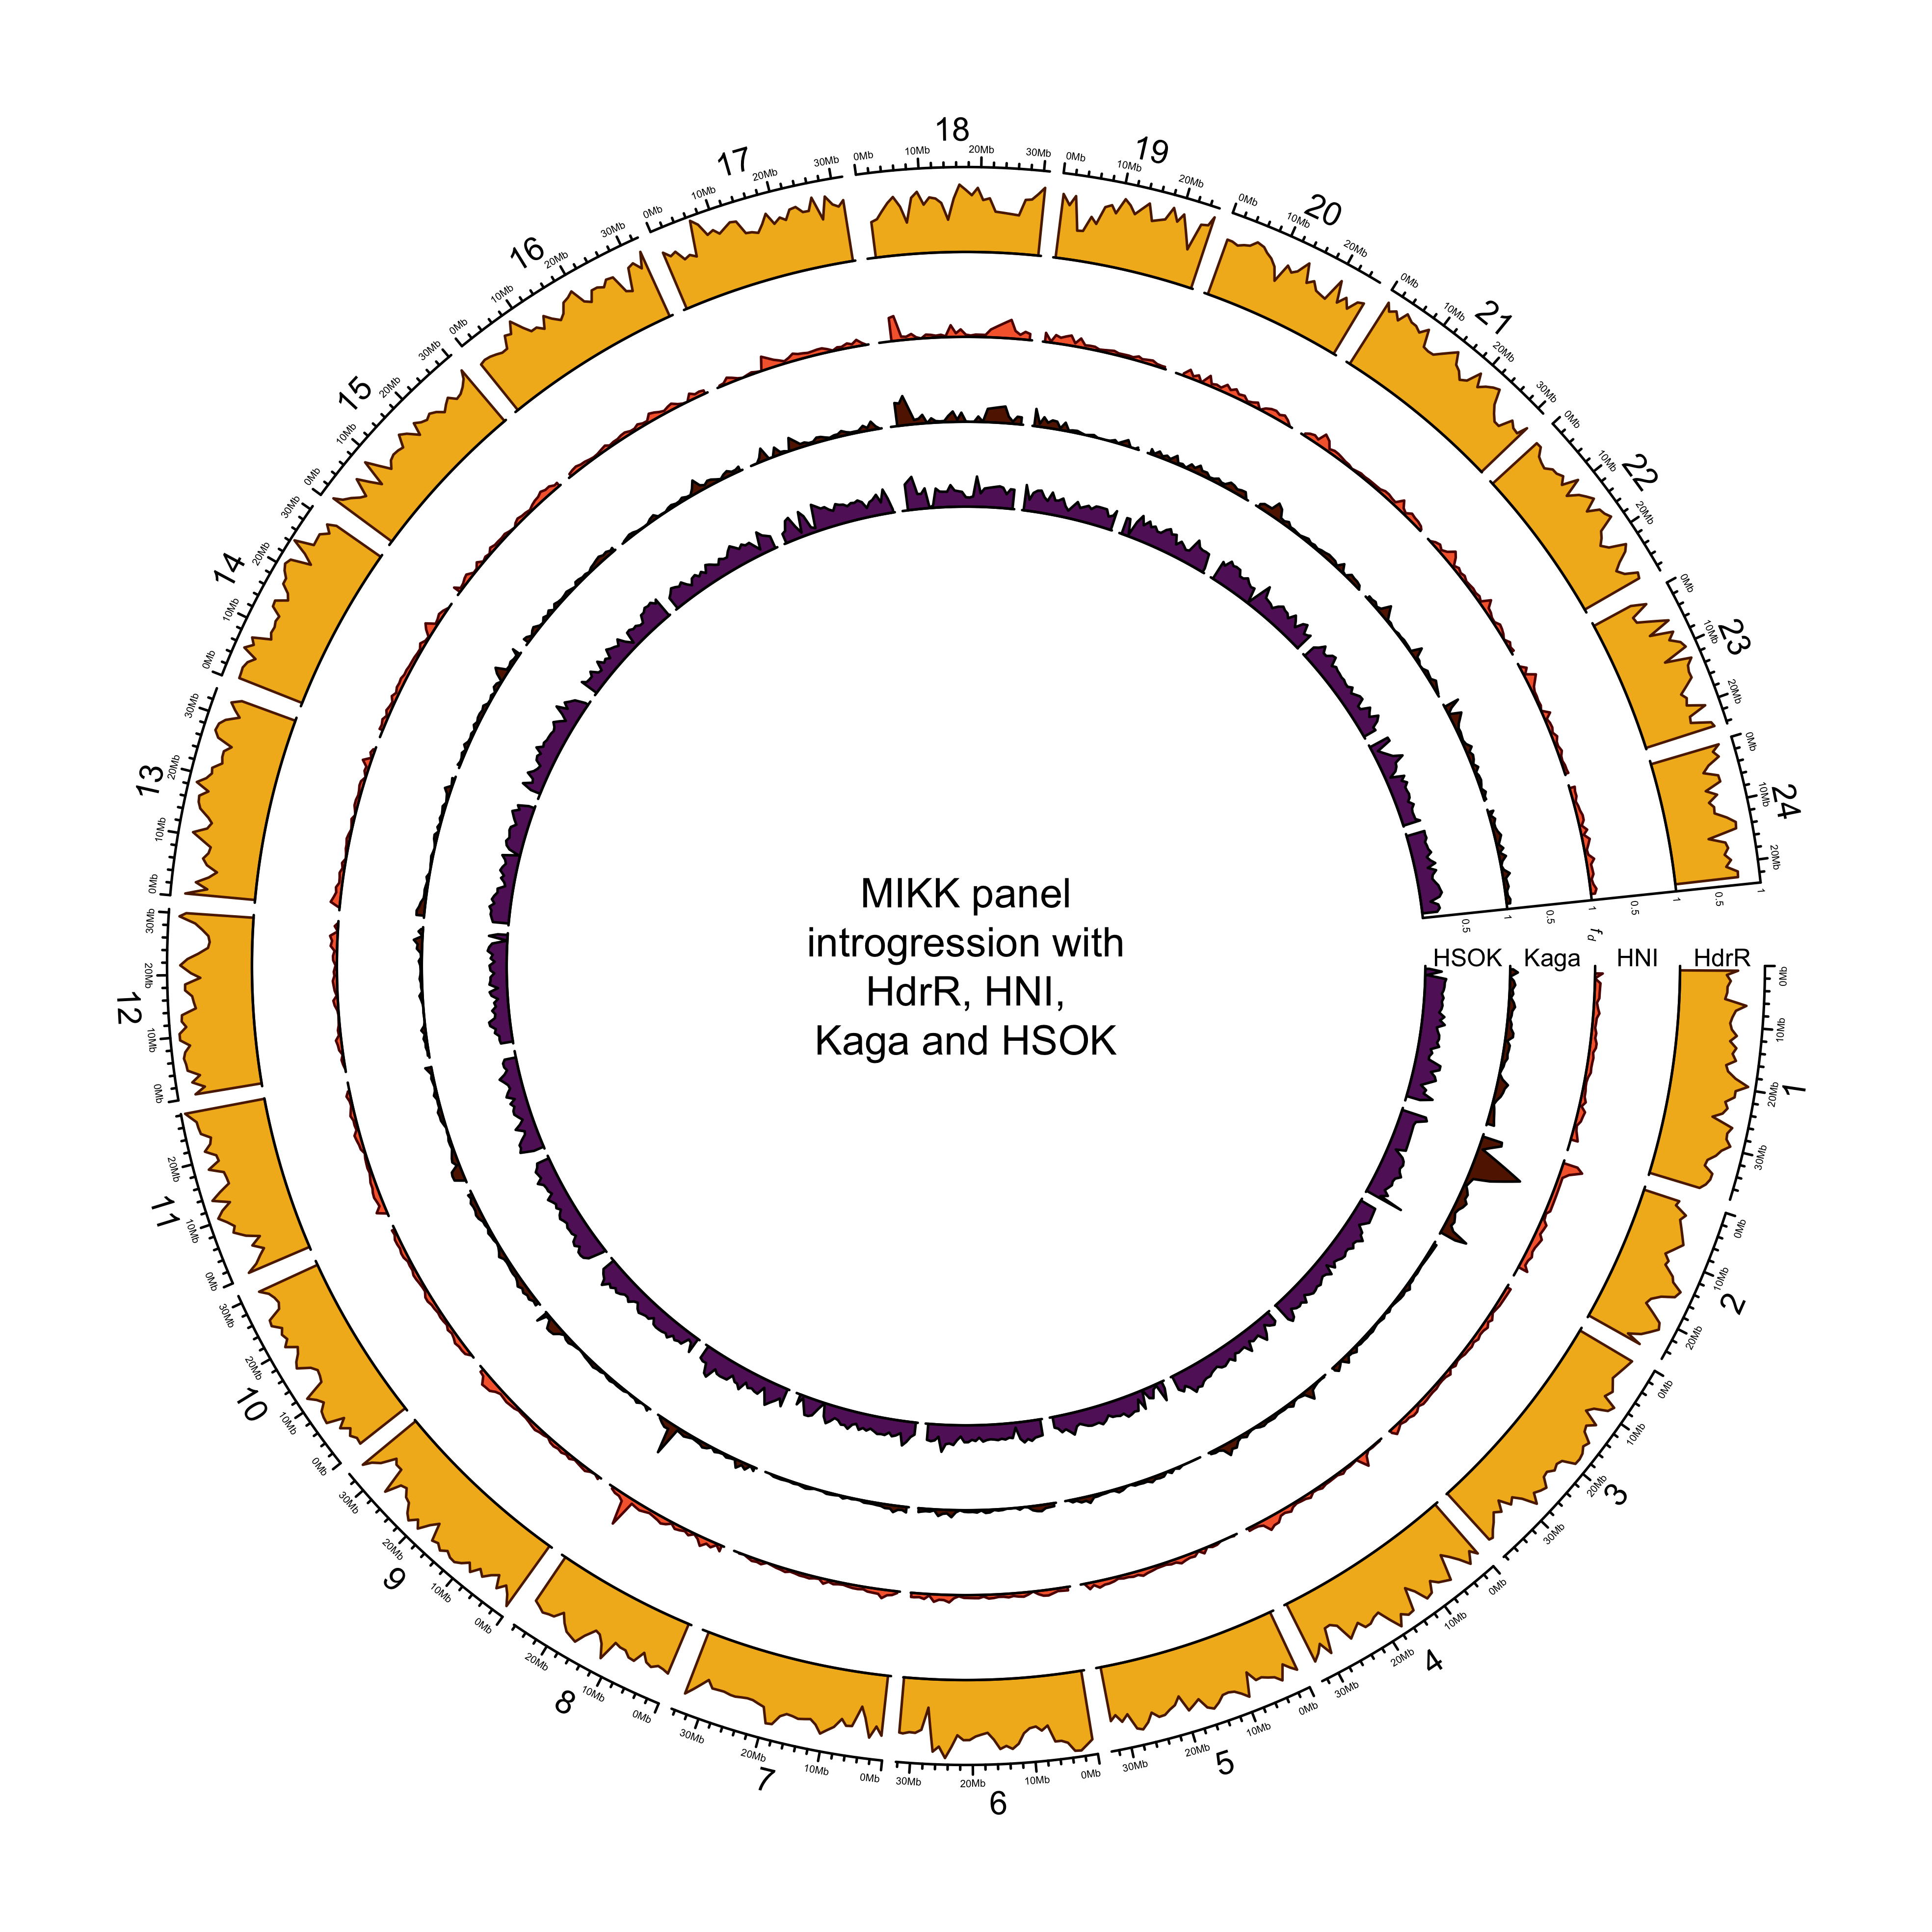 MIKK panel
introgression with
HdrR, HNI,
Kaga and HSOK
HSOK Kaga HNI HdrR
f_d
0.5 1 0.5 1 0.5 1 0.5 1
1
0Mb 10Mb 20Mb 30Mb
2
0Mb 10Mb 20Mb
3
0Mb 10Mb 20Mb 30Mb
4
0Mb 10Mb 20Mb 30Mb
5
0Mb 10Mb 20Mb 30Mb
6
0Mb 10Mb 20Mb 30Mb
7
0Mb 10Mb 20Mb 30Mb
8
0Mb 10Mb 20Mb
9
0Mb 10Mb 20Mb 30Mb
10
0Mb 10Mb 20Mb 30Mb
11
0Mb 10Mb 20Mb
12
0Mb 10Mb 20Mb 30Mb
13
0Mb 10Mb 20Mb 30Mb
14
0Mb 10Mb 20Mb 30Mb
15
0Mb 10Mb 20Mb 30Mb
16
0Mb 10Mb 20Mb 30Mb
17
0Mb 10Mb 20Mb 30Mb
18
0Mb 10Mb 20Mb 30Mb
19
0Mb 10Mb 20Mb
20
0Mb 10Mb 20Mb
21
0Mb 10Mb 20Mb 30Mb
22
0Mb 10Mb 20Mb
23
0Mb 10Mb 20Mb
24
0Mb 10Mb 20Mb